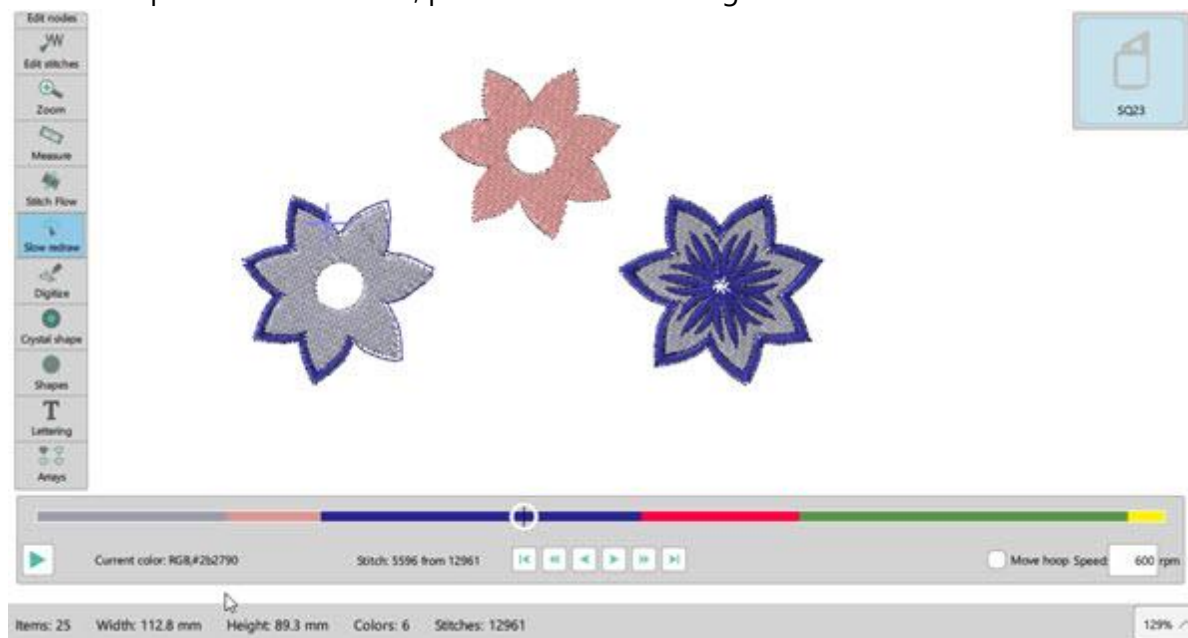 Edit nodes
Edit stitches
Zoom
Measure
Stitch Flow
Slow redraw
Digitize
Crystal shape
Shapes
T
Lettering
Arrays
SQ23
Current color: RGB,#2b2790
Stitch: 5596 from 12961
Move hoop Speed: 600 rpm
Items: 25 Width: 112.8 mm Height: 89.3 mm Colors: 6 Stitches: 12961
129%